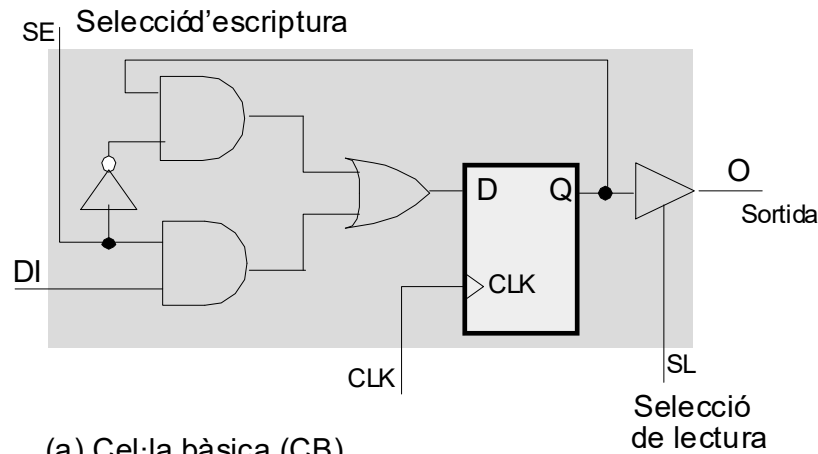 SE
Selecciód'escriptura
DI
D
Q
CLK
O
Sortida
CLK
SL
Selecció
de lectura
(a) Cel·la bàsica (CB)